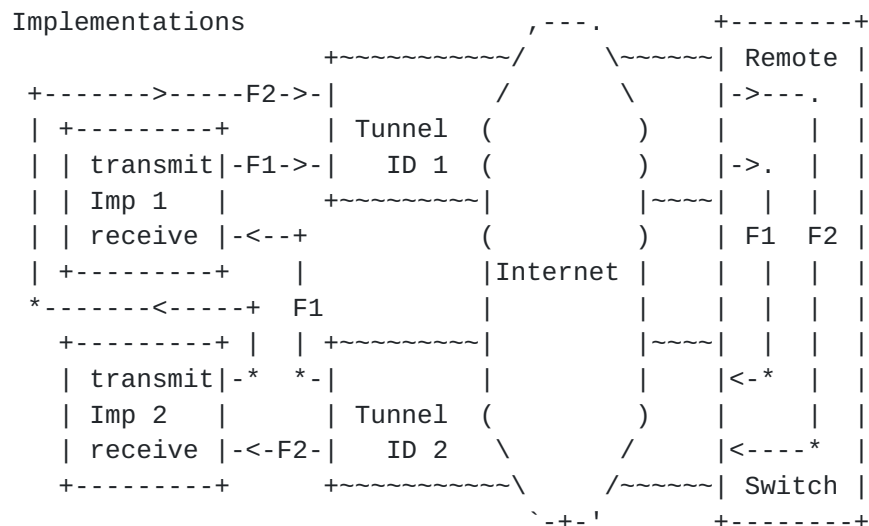 Implementations                   ,---.       +--------+
                     +~~~~~~~~~~~/     \~~~~~~| Remote |
 +------->-----F2->-|          /       \     |->---.  |
 | +---------+      | Tunnel  (         )    |     |  |
 | | transmit|-F1->-|   ID 1  (         )    |->.  |  |
 | | Imp 1   |      +~~~~~~~~~|         |~~~~|  |  |  |
 | | receive |-<--+           (         )    | F1  F2 |
 | +---------+    |           |Internet |    |  |  |  |
 *-------<-----+  F1          |         |    |  |  |  |
   +---------+ |  | +~~~~~~~~~|         |~~~~|  |  |  |
   | transmit|-*  *-|         |         |    |<-*  |  |
   | Imp 2   |      | Tunnel  (         )    |     |  |
   | receive |-<-F2-|   ID 2   \       /     |<----*  |
   +---------+      +~~~~~~~~~~~\     /~~~~~~| Switch |
                                 `-+-'       +--------+